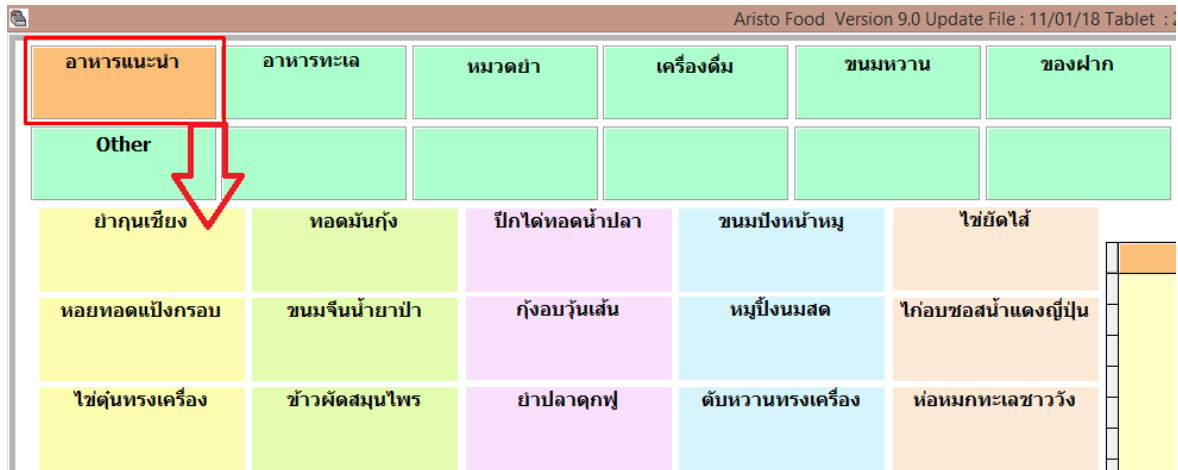 Aristo Food Version 9.0 Update File : 11/01/18 Tablet :
อาหารแนะนำ อาหารทะเล หมวดยำ เครื่องดื่ม ขนมหวาน ของฝาก
Other
ยำกุนเชียง ทอดมันกุ้ง ปีกไก่ทอดน้ำปลา ขนมปังหน้าหมู ไข่ยัดไส้
หอยทอดแป้งกรอบ ขนมจีนน้ำยาป่า กุ้งอบวุ้นเส้น หมูปิ้งนมสด ไก่อบซอสน้ำแดงญี่ปุ่น
ไข่ตุ๋นทรงเครื่อง ข้าวผัดสมุนไพร ยำปลาดุกฟู ตับหวานทรงเครื่อง ห่อหมกทะเลชาววัง